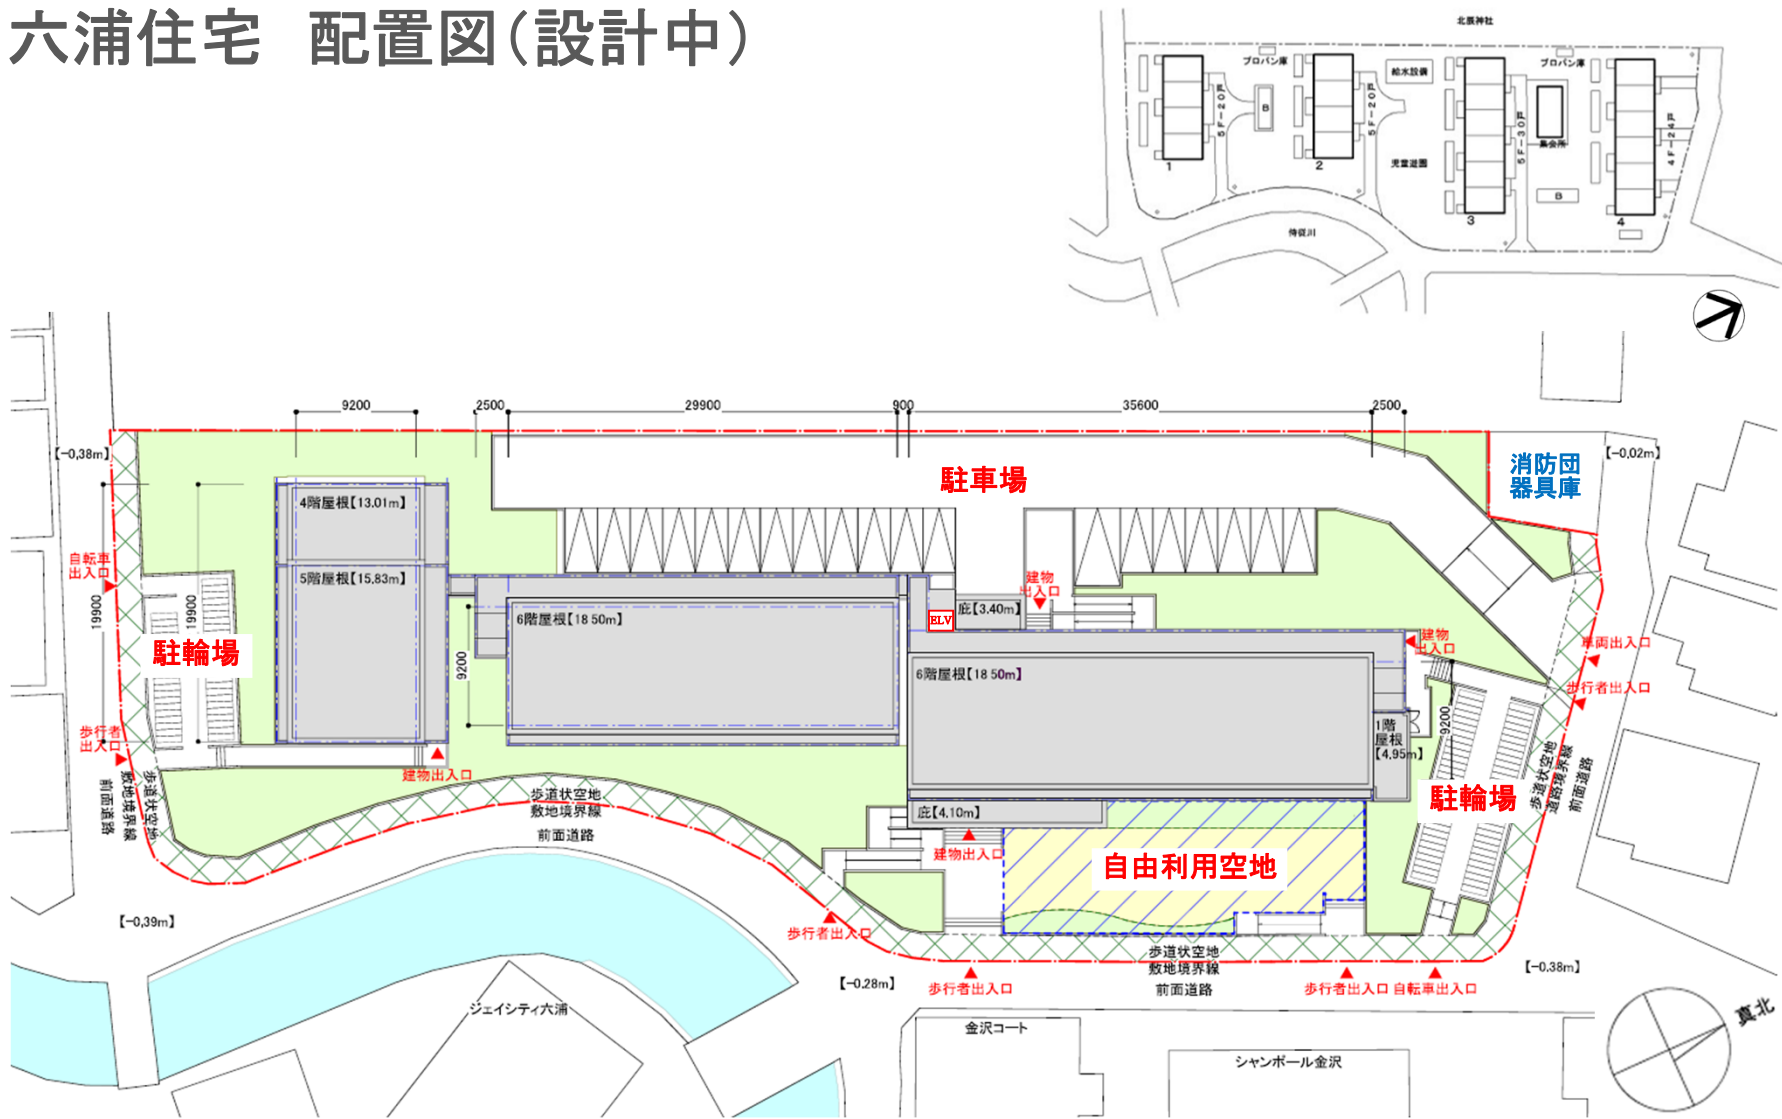 六浦住宅　配置図（設計中）
北辰神社
プロパン庫
給水設備
プロパン庫
5F-20戸
B
5F-20戸
5F-30戸
集会所
4F-24戸
児童遊園
B
1
2
3
4
侍従川
9200
2500
29900
900
35600
2500
【-0,38m】
【-0,02m】
消防団
器具庫
駐車場
4階屋根【13.01m】
5階屋根【15.83m】
自転車
出入口
19900
19900
駐輪場
6階屋根【18 50m】
9200
ELV
庇【3.40m】
建物
出入口
建物
出入口
車両出入口
歩行者出入口
6階屋根【18 50m】
1階
屋根
【4,95m】
9200
歩行者
出入口
建物出入口
歩道状空地
敷地境界線
前面道路
歩道状空地
敷地境界線
前面道路
歩道状空地
道路境界線
前面道路
駐輪場
庇【4.10m】
建物出入口
自由利用空地
【-0,39m】
歩行者出入口
歩道状空地
敷地境界線
前面道路
【-0.28m】
歩行者出入口
歩行者出入口
自転車出入口
【-0.38m】
ジェイシティ六浦
金沢コート
シャンボール金沢
真北